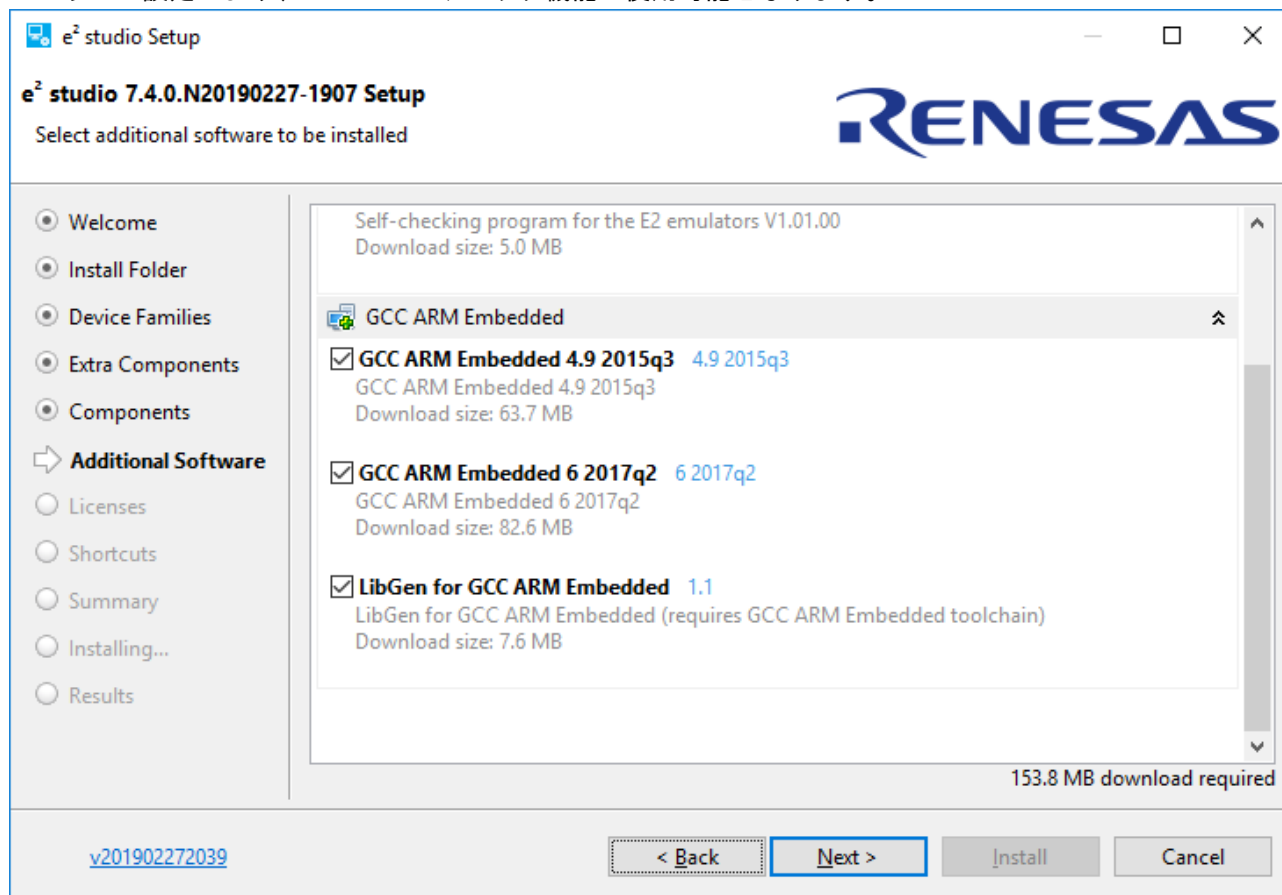 e² studio Setup
e² studio 7.4.0.N20190227-1907 Setup
Select additional software to be installed
RENESAS
Welcome
Install Folder
Device Families
Extra Components
Components
Additional Software
Licenses
Shortcuts
Summary
Installing...
Results
Self-checking program for the E2 emulators V1.01.00
Download size: 5.0 MB
GCC ARM Embedded
GCC ARM Embedded 4.9 2015q3 4.9 2015q3
GCC ARM Embedded 4.9 2015q3
Download size: 63.7 MB
GCC ARM Embedded 6 2017q2 6 2017q2
GCC ARM Embedded 6 2017q2
Download size: 82.6 MB
LibGen for GCC ARM Embedded 1.1
LibGen for GCC ARM Embedded (requires GCC ARM Embedded toolchain)
Download size: 7.6 MB
153.8 MB download required
v201902272039
< Back
Next >
Install
Cancel